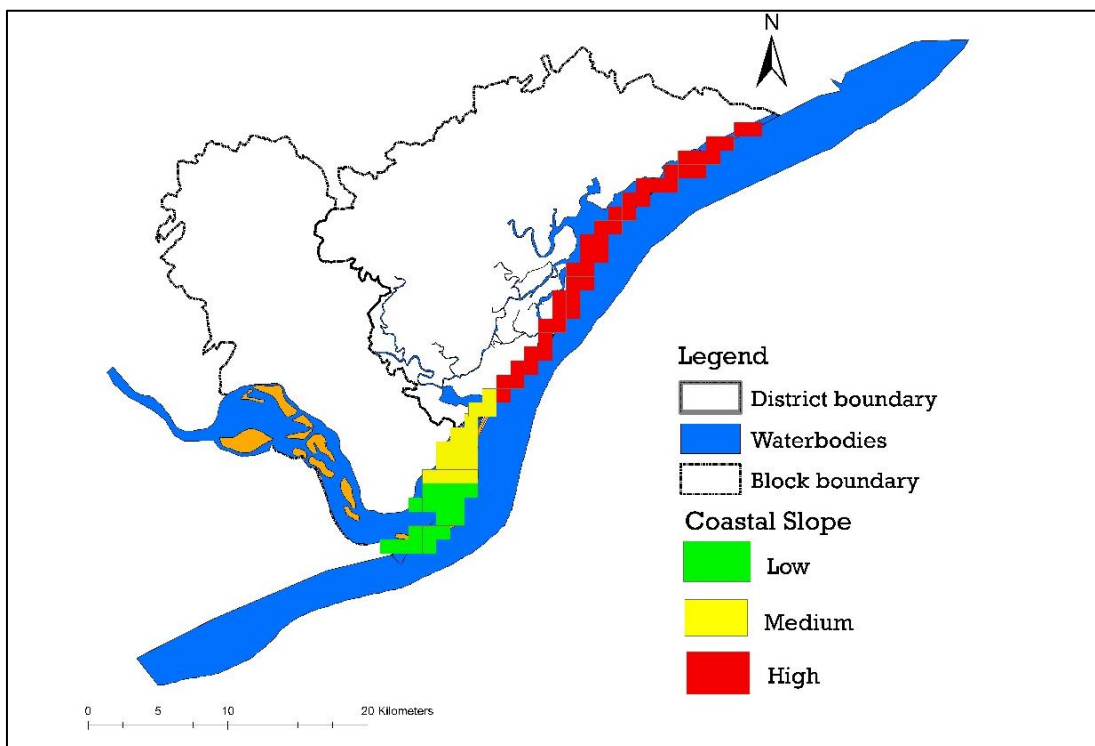 N
Legend
District boundary
Waterbodies
Block boundary
Coastal Slope
Low
Medium
High
0 5 10 20 Kilometers